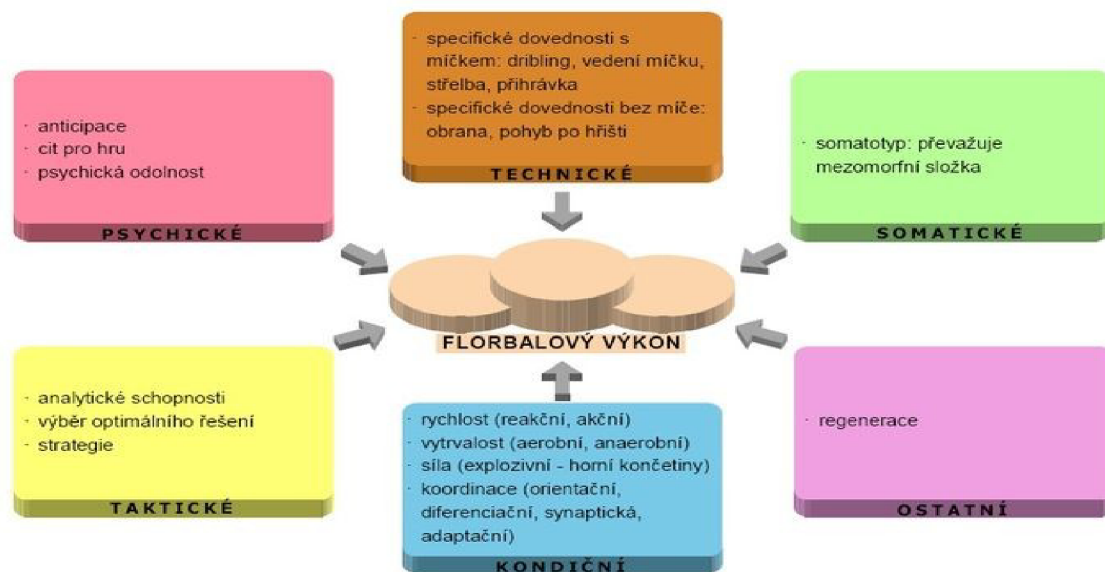 · specifické dovednosti s
míčkem: dribling, vedení míčku,
střelba, přihrávka
· specifické dovednosti bez míče:
obrana, pohyb po hřišti
TECHNICKÉ
· anticipace
· cit pro hru
· psychická odolnost
PSYCHICKÉ
· somatotyp: převažuje
mezomorfní složka
SOMATICKÉ
FLORBALOVÝ VÝKON
· analytické schopnosti
· výběr optimálního řešení
· strategie
TAKTICKÉ
· rychlost (reakční, akční)
· vytrvalost (aerobní, anaerobní)
· síla (explozivní - horní končetiny)
· koordinace (orientační,
diferenciační, synaptická,
adaptační)
KONDIČNÍ
· regenerace
OSTATNÍ